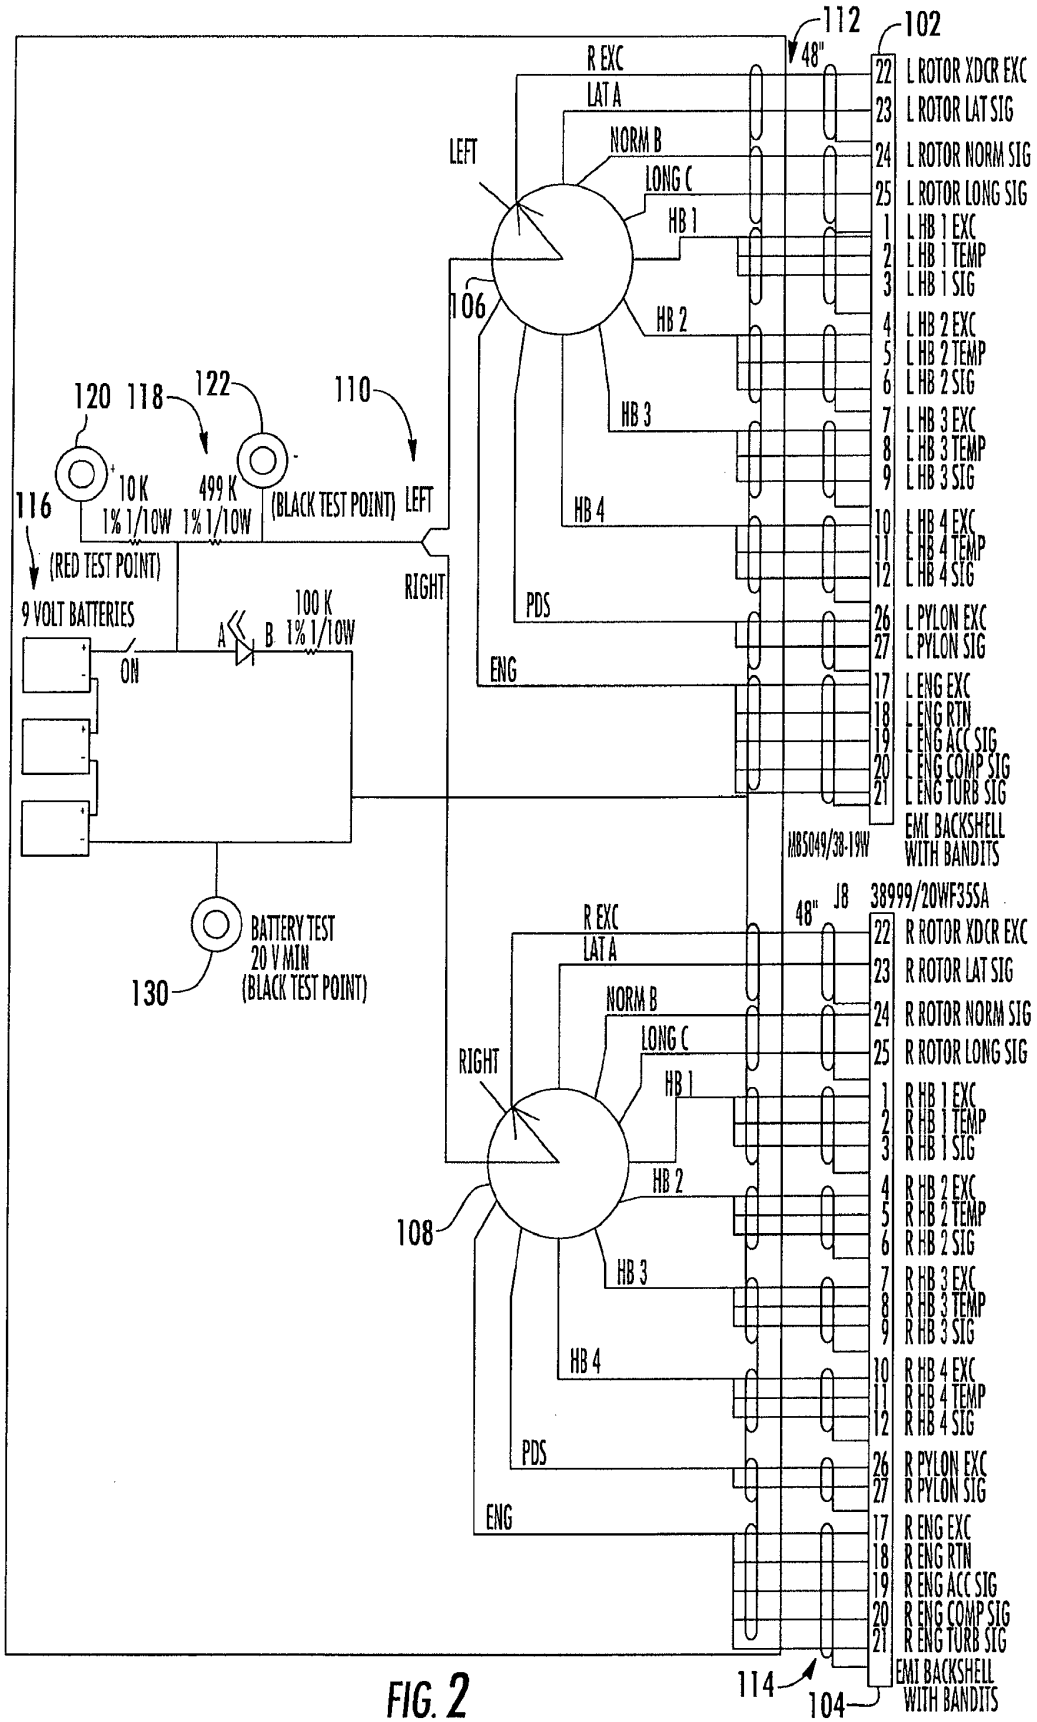 112
102
48"
R EXC
22 L ROTOR XDCR EXC
LAT A
23 L ROTOR LAT SIG
NORM B
24 L ROTOR NORM SIG
LEFT
LONG C
25 L ROTOR LONG SIG
HB 1
1 L HB 1 EXC
2 L HB 1 TEMP
3 L HB 1 SIG
106
HB 2
4 L HB 2 EXC
5 L HB 2 TEMP
6 L HB 2 SIG
120
118
122
110
HB 3
7 L HB 3 EXC
8 L HB 3 TEMP
9 L HB 3 SIG
+
-
116
10 K
1% 1/10W
499 K
1% 1/10W
(BLACK TEST POINT)
LEFT
HB 4
10 L HB 4 EXC
11 L HB 4 TEMP
12 L HB 4 SIG
(RED TEST POINT)
RIGHT
9 VOLT BATTERIES
100 K
1% 1/10W
PDS
26 L PYLON EXC
27 L PYLON SIG
A
B
+
-
ON
ENG
17 L ENG EXC
18 L ENG RTN
19 L ENG ACC SIG
20 L ENG COMP SIG
21 L ENG TURB SIG
+
-
+
-
EMI BACKSHELL
WITH BANDITS
M85049/38-19W
J8 38999/20WF35SA
48"
BATTERY TEST
20 V MIN
(BLACK TEST POINT)
130
R EXC
22 R ROTOR XDCR EXC
LAT A
23 R ROTOR LAT SIG
NORM B
24 R ROTOR NORM SIG
LONG C
25 R ROTOR LONG SIG
RIGHT
HB 1
1 R HB 1 EXC
2 R HB 1 TEMP
3 R HB 1 SIG
108
HB 2
4 R HB 2 EXC
5 R HB 2 TEMP
6 R HB 2 SIG
HB 3
7 R HB 3 EXC
8 R HB 3 TEMP
9 R HB 3 SIG
HB 4
10 R HB 4 EXC
11 R HB 4 TEMP
12 R HB 4 SIG
PDS
26 R PYLON EXC
27 R PYLON SIG
ENG
17 R ENG EXC
18 R ENG RTN
19 R ENG ACC SIG
20 R ENG COMP SIG
21 R ENG TURB SIG
EMI BACKSHELL
WITH BANDITS
114
104
FIG. 2